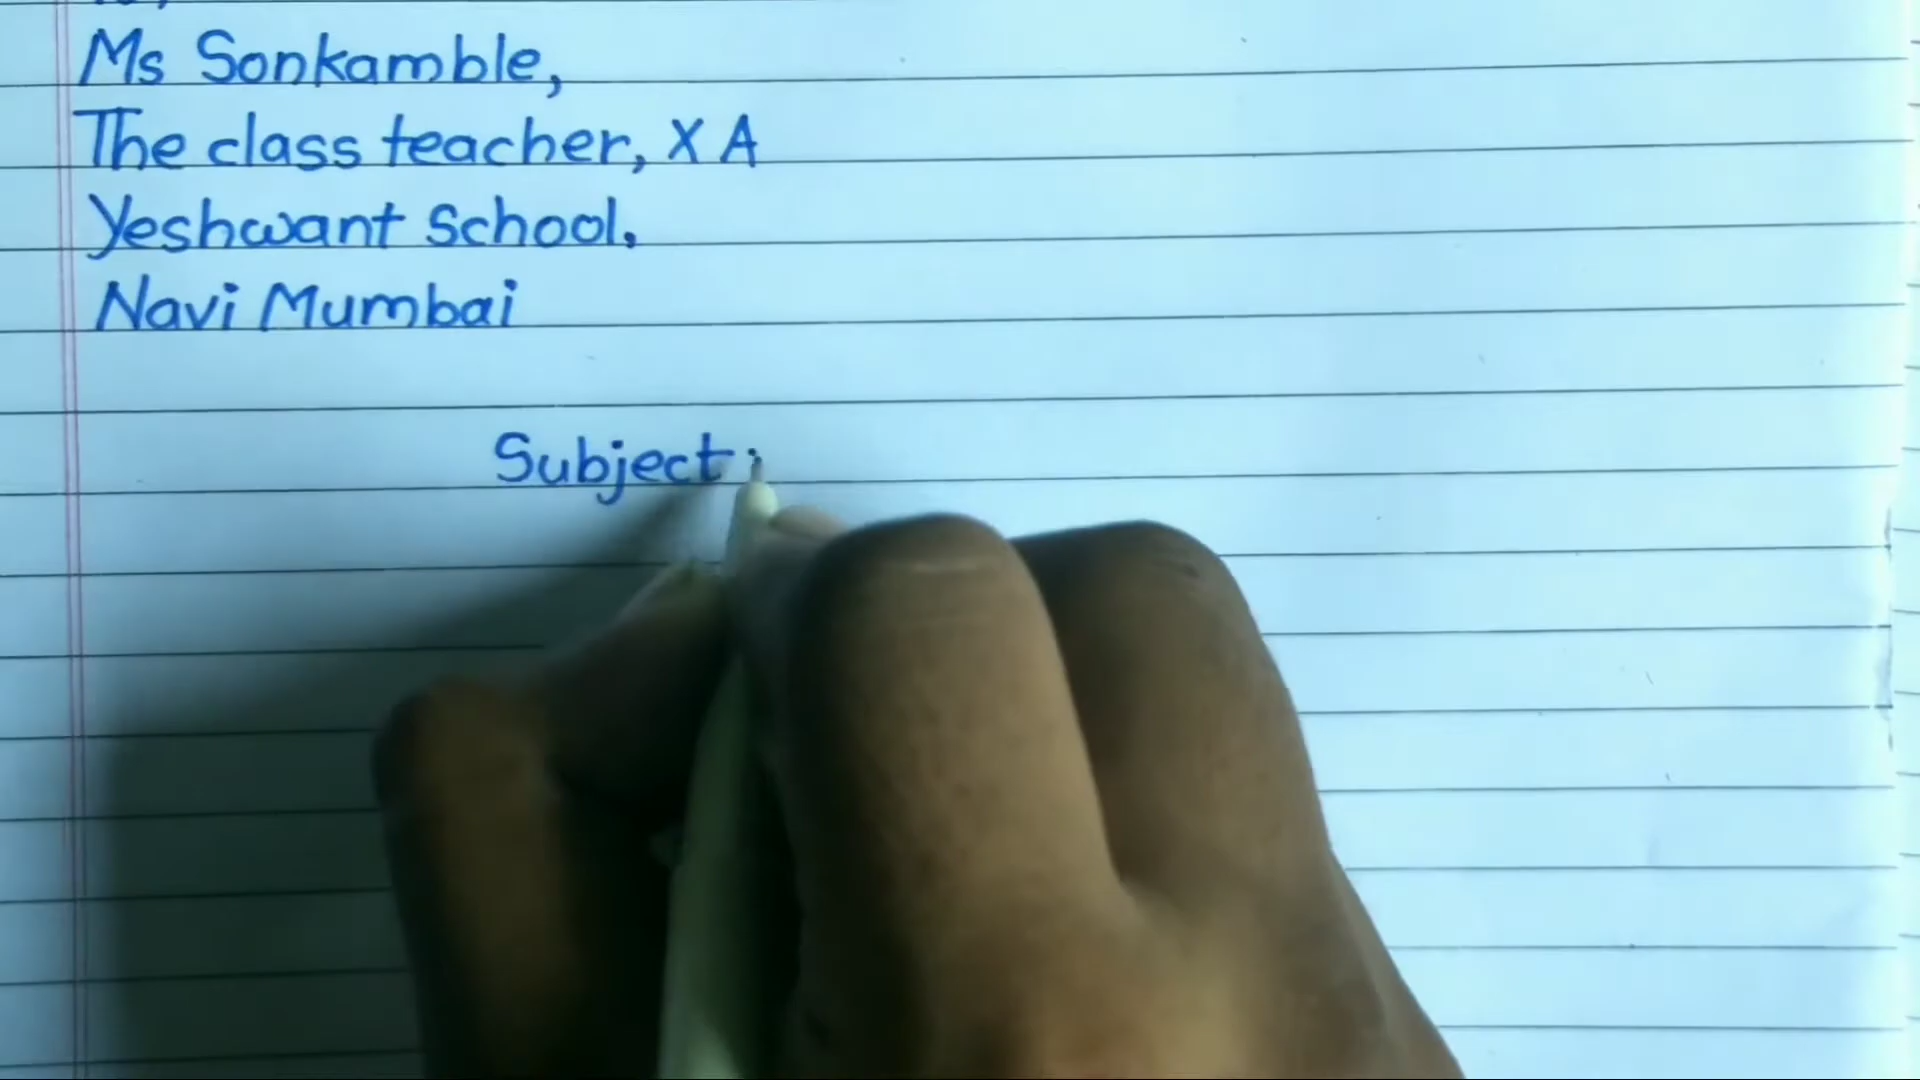 Ms Sonkamble,
The class teacher, X A
Yeshwant School,
Navi Mumbai
Subject: